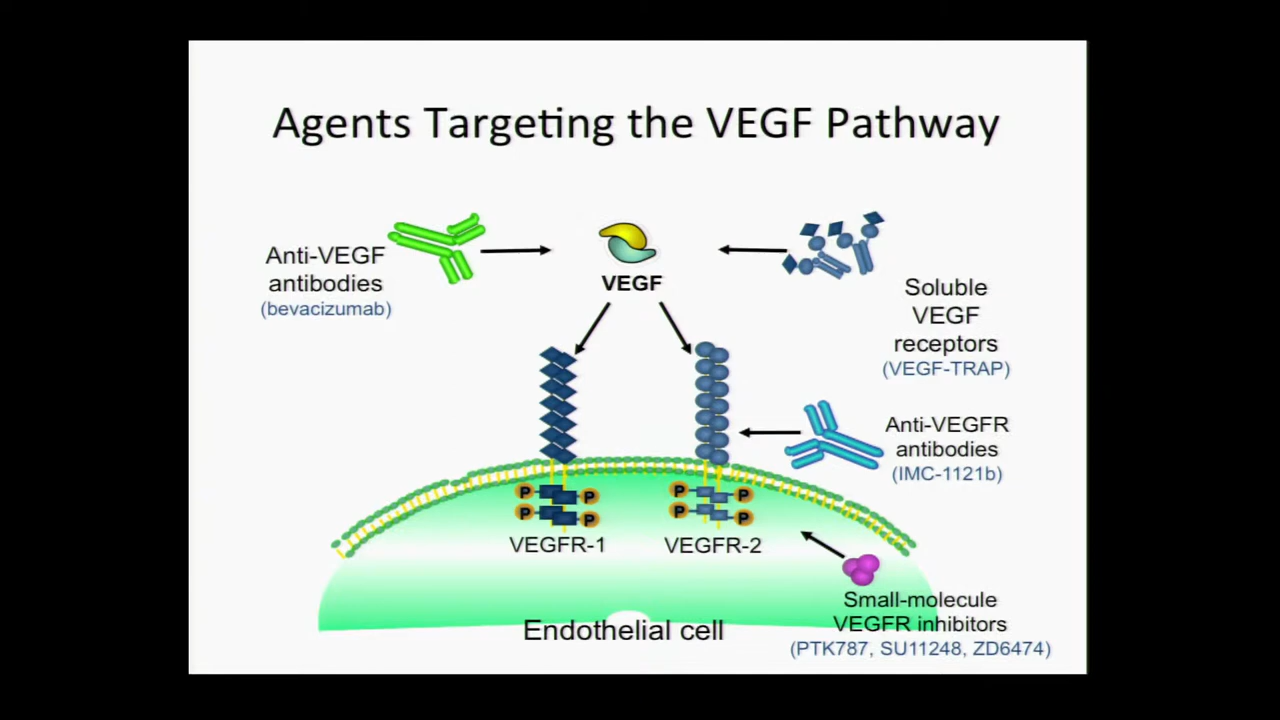 Agents Targeting the VEGF Pathway
Anti-VEGF
antibodies
(bevacizumab)
VEGF
Soluble
VEGF
receptors
(VEGF-TRAP)
Anti-VEGFR
antibodies
(IMC-1121b)
P P P P
P P P P
VEGFR-1 VEGFR-2
Small-molecule
VEGFR inhibitors
(PTK787, SU11248, ZD6474)
Endothelial cell